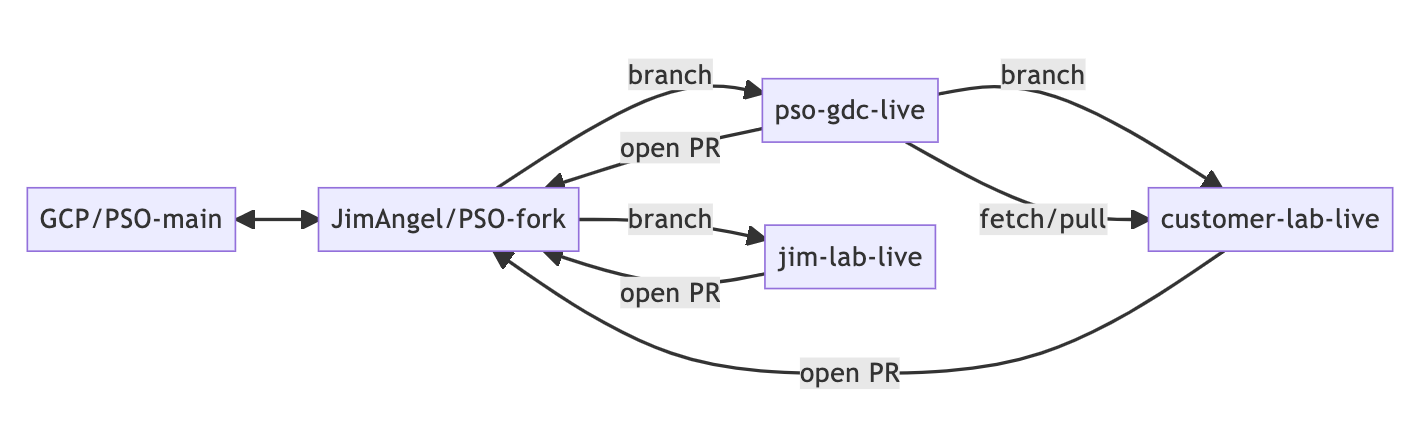 branch
branch
pso-gdc-live
open PR
GCP/PSO-main
JimAngel/PSO-fork
branch
fetch/pull
customer-lab-live
jim-lab-live
open PR
open PR